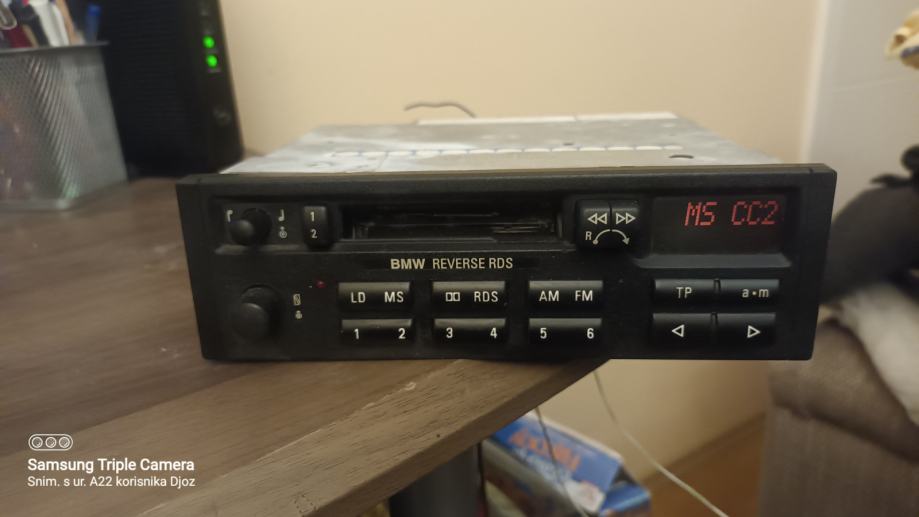 1
2
R
MS CC2
BMW REVERSE RDS
LD MS
RDS
AM FM
TP
a•m
1 2
3 4
5 6
Samsung Triple Camera
Snim. s ur. A22 korisnika Djoz